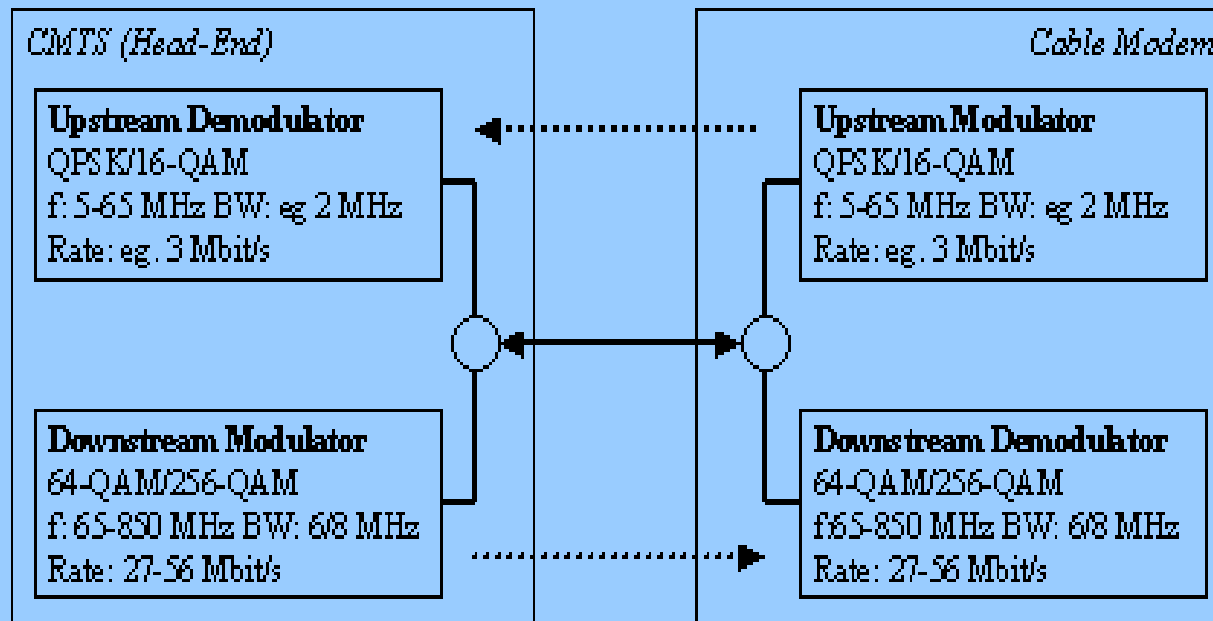 CMTS (Head-End)
Cable Modem
Upstream Demodulator
QPSK/16-QAM
f: 5-65 MHz BW: eg 2 MHz
Rate: eg. 3 Mbit/s
Upstream Modulator
QPSK/16-QAM
f: 5-65 MHz BW: eg 2 MHz
Rate: eg. 3 Mbit/s
Downstream Modulator
64-QAM/256-QAM
f: 65-850 MHz BW: 6/8 MHz
Rate: 27-56 Mbit/s
Downstream Demodulator
64-QAM/256-QAM
f:65-850 MHz BW: 6/8 MHz
Rate: 27-56 Mbit/s